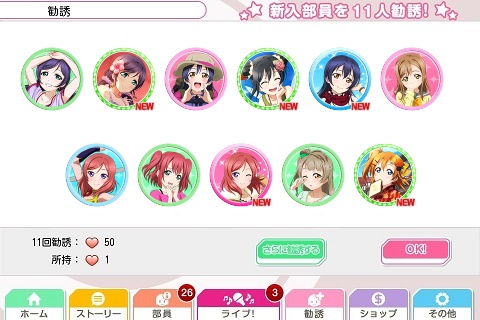 勧誘
新入部員を11人勧誘!
NEW
NEW
NEW
NEW
NEW
NEW
11回勧誘: 50
所持: 1
さらに勧誘する
OK!
26
3
ホーム
ストーリー
部員
ライブ!
勧誘
ショップ
その他